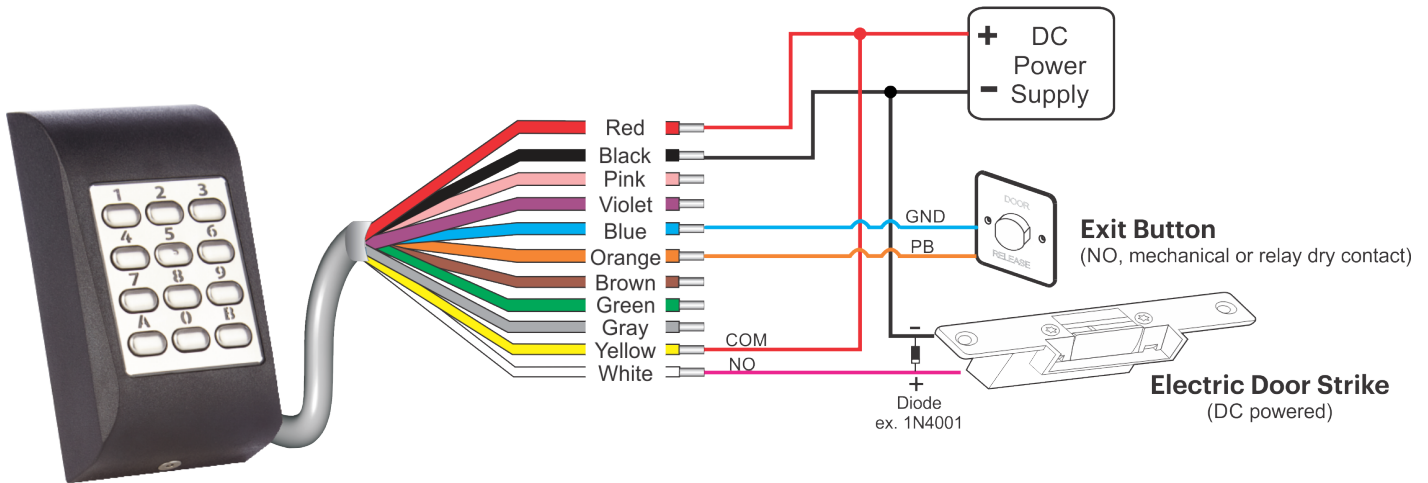 + DC
Power
- Supply
Red
Black
Pink
Violet
Blue
Orange
Brown
Green
Gray
Yellow
White
1 2 3
4 5 6
7 8 9
A 0 B
GND
PB
COM
NO
DOOR
RELEASE
Exit Button
(NO, mechanical or relay dry contact)
-
+
Diode
ex. 1N4001
Electric Door Strike
(DC powered)